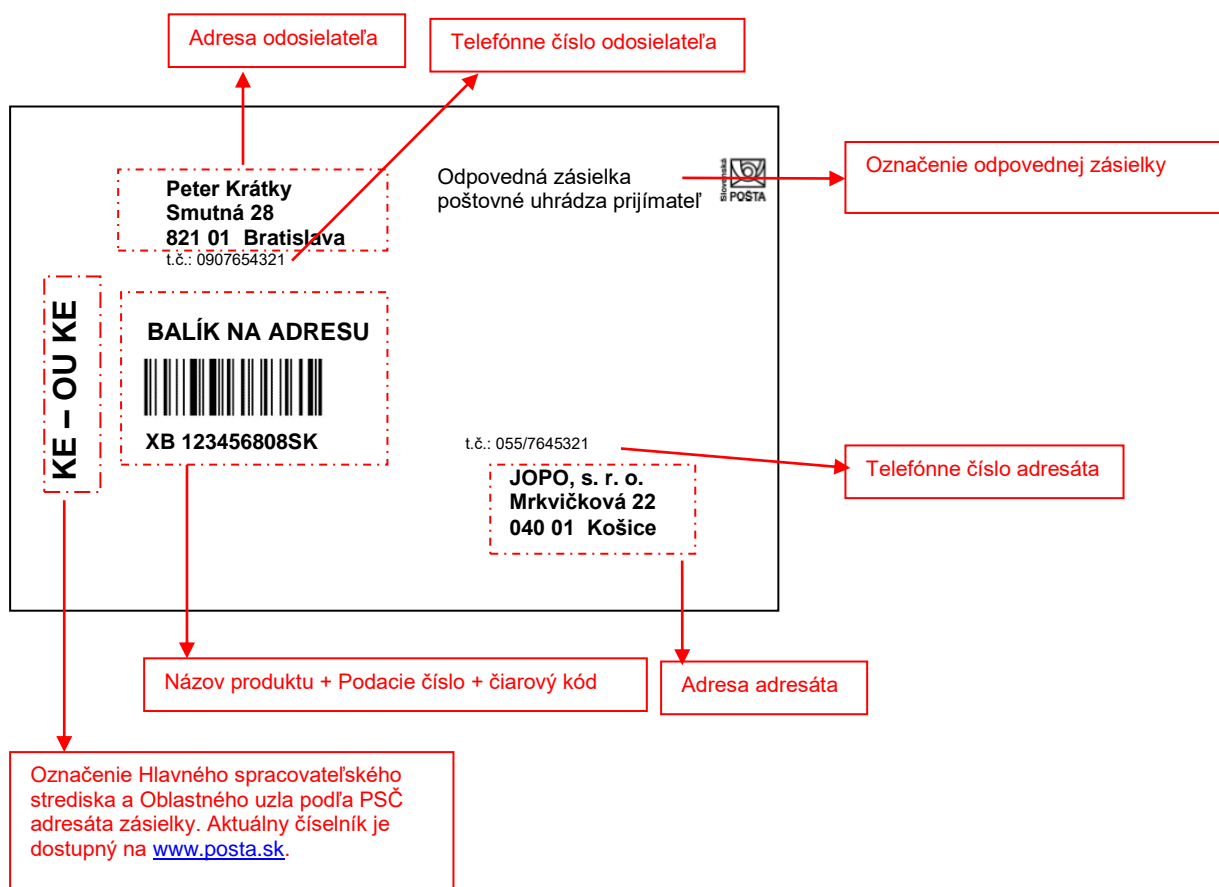 Adresa odosielateľa
Telefónne číslo odosielateľa
Označenie odpovednej zásielky
Peter Krátky
Smutná 28
821 01 Bratislava
t.č.: 0907654321
Odpovedná zásielka
poštovné uhrádza prijímateľ
Slovenská
POŠTA
KE – OU KE
BALÍK NA ADRESU
XB 123456808SK
t.č.: 055/7645321
JOPO, s. r. o.
Mrkvičková 22
040 01 Košice
Telefónne číslo adresáta
Názov produktu + Podacie číslo + čiarový kód
Adresa adresáta
Označenie Hlavného spracovateľského
strediska a Oblastného uzla podľa PSČ
adresáta zásielky. Aktuálny číselník je
dostupný na www.posta.sk.